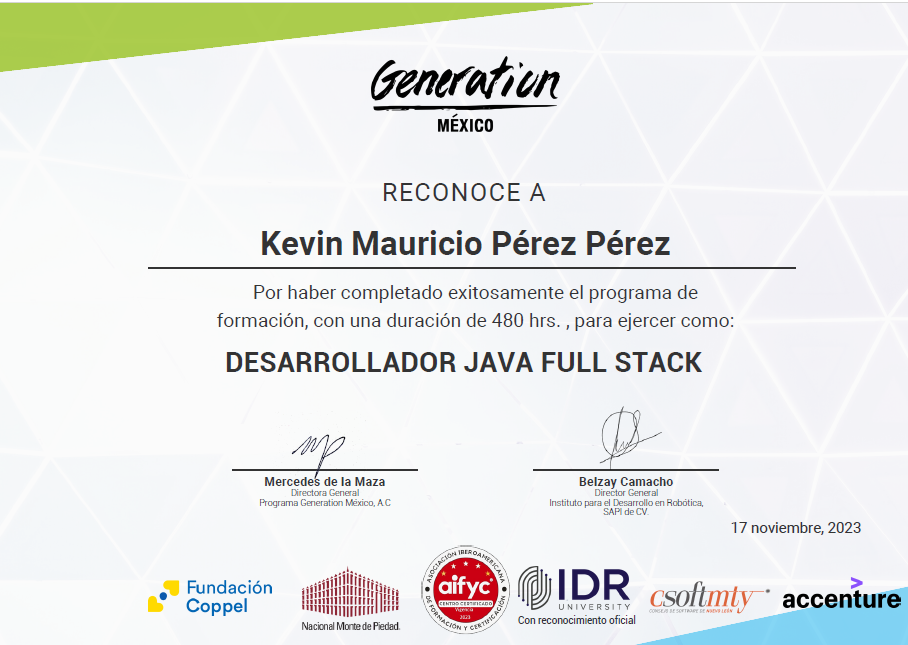 Generation
MÉXICO
RECONOCE A
Kevin Mauricio Pérez Pérez
Por haber completado exitosamente el programa de
formación, con una duración de 480 hrs. , para ejercer como:
DESARROLLADOR JAVA FULL STACK
Mercedes de la Maza
Directora General
Programa Generation México, A C
Belzay Camacho
Director General
Instituto para el Desarrollo en Robótica,
SAPI de CV.
17 noviembre, 2023
Fundación
Coppel
Nacional Monte de Piedad.
ASOCIACIÓN IBEROAMERICANA
aifyc
CENTRO CERTIFICADO
Vigencia
2023
DE FORMACIÓN Y CERTIFICACIÓN
IDR
UNIVERSITY
Con reconocimiento oficial
csoftmty
CONSEJO DE SOFTWARE DE NUEVO LEÓN
accenture